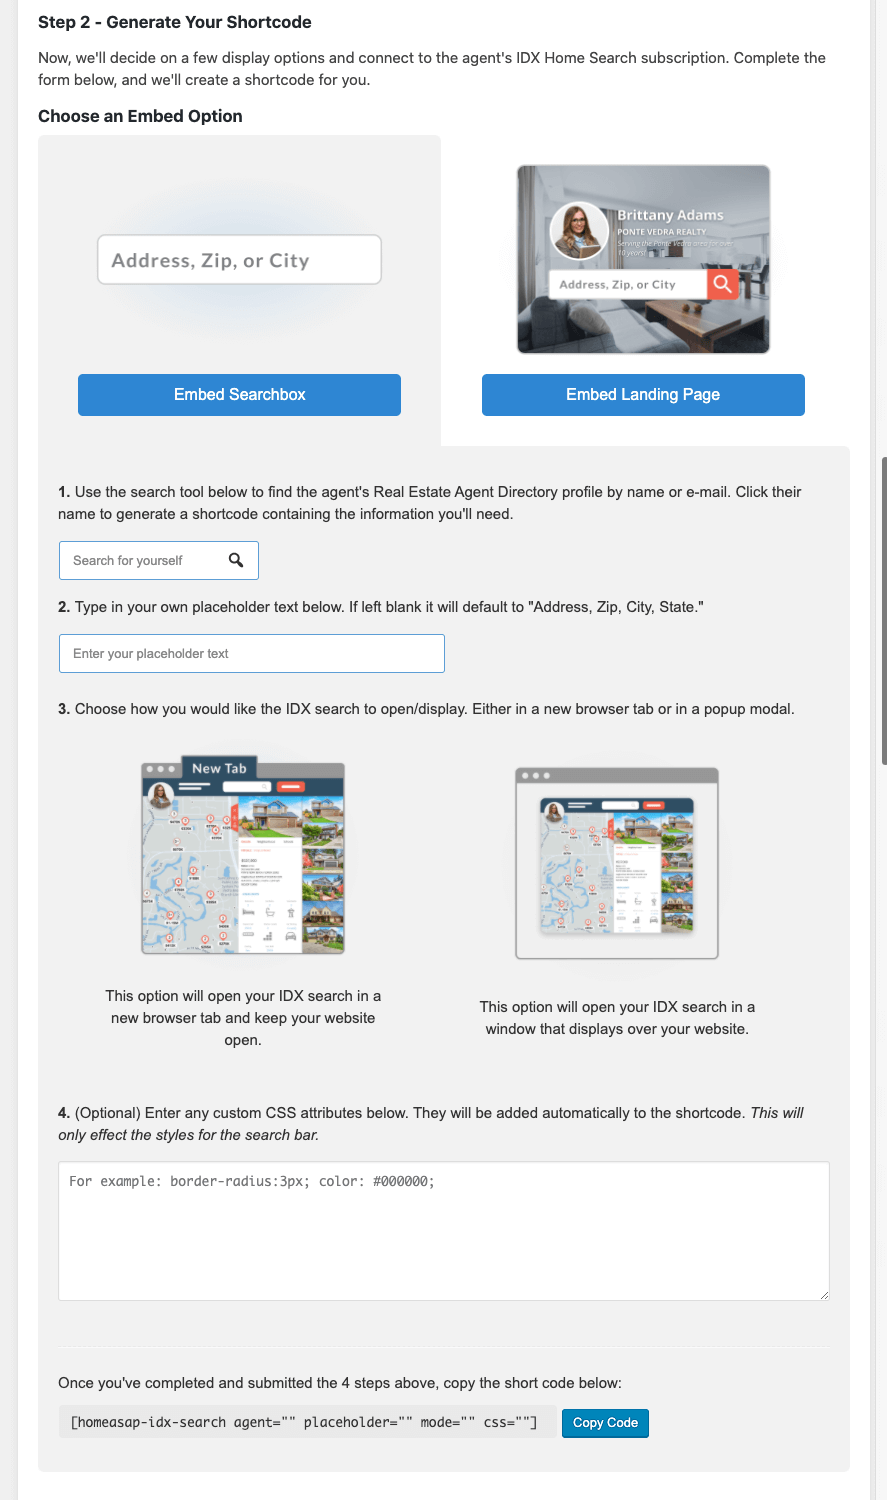 Step 2 - Generate Your Shortcode
Now, we'll decide on a few display options and connect to the agent's IDX Home Search subscription. Complete the
form below, and we'll create a shortcode for you.
Choose an Embed Option
Address, Zip, or City
Embed Searchbox
Brittany Adams
PONTE VEDRA REALTY
Serving the Ponte Vedra area for over
10 years!
Address, Zip, or City
Embed Landing Page
1. Use the search tool below to find the agent's Real Estate Agent Directory profile by name or e-mail. Click their
name to generate a shortcode containing the information you'll need.
Search for yourself
2. Type in your own placeholder text below. If left blank it will default to "Address, Zip, City, State."
Enter your placeholder text
3. Choose how you would like the IDX search to open/display. Either in a new browser tab or in a popup modal.
New Tab
This option will open your IDX search in a
new browser tab and keep your website
open.
This option will open your IDX search in a
window that displays over your website.
4. (Optional) Enter any custom CSS attributes below. They will be added automatically to the shortcode. This will
only effect the styles for the search bar.
For example: border-radius:3px; color: #000000;
Once you've completed and submitted the 4 steps above, copy the short code below:
[homeasap-idx-search agent="" placeholder="" mode="" css=""]
Copy Code